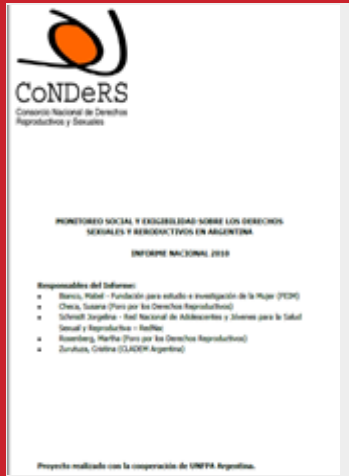 CoNDeRS
Consorcio Nacional de Derechos
Reproductivos y Sexuales
MONITOREO SOCIAL Y EXIGIBILIDAD SOBRE LOS DERECHOS
SEXUALES Y RERODUCTIVOS EN ARGENTINA
INFORME NACIONAL 2010
Responsables del Informe:
Bianco, Mabel - Fundación para estudio e investigación de la Mujer (FEIM)
Checa, Susana (Foro por los Derechos Reproductivos)
Schmidt Jorgelina - Red Nacional de Adolescentes y Jóvenes para la Salud
Sexual y Reproductiva - RedNac
Rosemberg, Martha (Foro por los Derechos Reproductivos)
Zurutuza, Cristina (CLADEM Argentina)
Proyecto realizado con la cooperación de UNFPA Argentina.